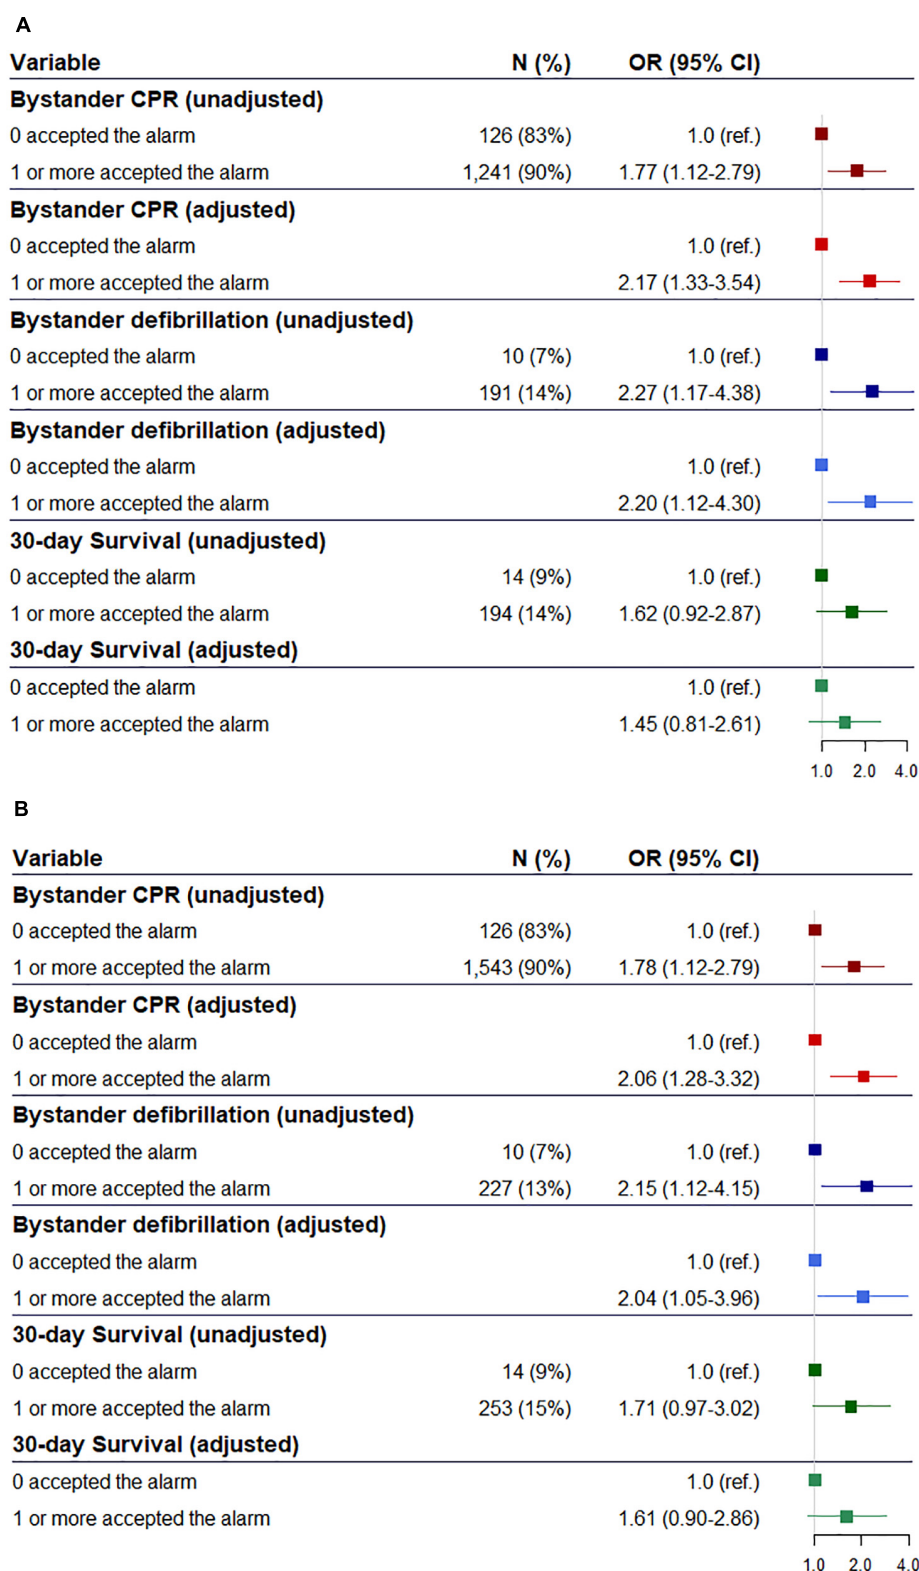 A
Variable N (%) OR (95% CI)
Bystander CPR (unadjusted)
0 accepted the alarm 126 (83%) 1.0 (ref.)
1 or more accepted the alarm 1,241 (90%) 1.77 (1.12-2.79)
Bystander CPR (adjusted)
0 accepted the alarm 1.0 (ref.)
1 or more accepted the alarm 2.17 (1.33-3.54)
Bystander defibrillation (unadjusted)
0 accepted the alarm 10 (7%) 1.0 (ref.)
1 or more accepted the alarm 191 (14%) 2.27 (1.17-4.38)
Bystander defibrillation (adjusted)
0 accepted the alarm 1.0 (ref.)
1 or more accepted the alarm 2.20 (1.12-4.30)
30-day Survival (unadjusted)
0 accepted the alarm 14 (9%) 1.0 (ref.)
1 or more accepted the alarm 194 (14%) 1.62 (0.92-2.87)
30-day Survival (adjusted)
0 accepted the alarm 1.0 (ref.)
1 or more accepted the alarm 1.45 (0.81-2.61)
1.0 2.0 4.0
B
Variable N (%) OR (95% CI)
Bystander CPR (unadjusted)
0 accepted the alarm 126 (83%) 1.0 (ref.)
1 or more accepted the alarm 1,543 (90%) 1.78 (1.12-2.79)
Bystander CPR (adjusted)
0 accepted the alarm 1.0 (ref.)
1 or more accepted the alarm 2.06 (1.28-3.32)
Bystander defibrillation (unadjusted)
0 accepted the alarm 10 (7%) 1.0 (ref.)
1 or more accepted the alarm 227 (13%) 2.15 (1.12-4.15)
Bystander defibrillation (adjusted)
0 accepted the alarm 1.0 (ref.)
1 or more accepted the alarm 2.04 (1.05-3.96)
30-day Survival (unadjusted)
0 accepted the alarm 14 (9%) 1.0 (ref.)
1 or more accepted the alarm 253 (15%) 1.71 (0.97-3.02)
30-day Survival (adjusted)
0 accepted the alarm 1.0 (ref.)
1 or more accepted the alarm 1.61 (0.90-2.86)
1.0 2.0 4.0